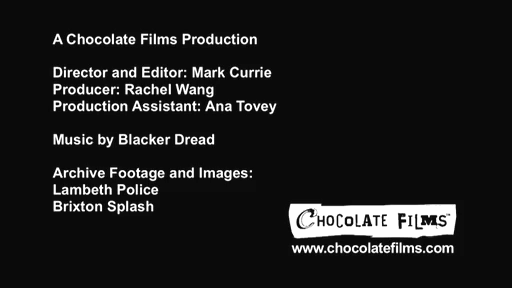 A Chocolate Films Production
Director and Editor: Mark Currie
Producer: Rachel Wang
Production Assistant: Ana Tovey
Music by Blacker Dread
Archive Footage and Images:
Lambeth Police
Brixton Splash
CHOCOLATE FILMS™
www.chocolatefilms.com